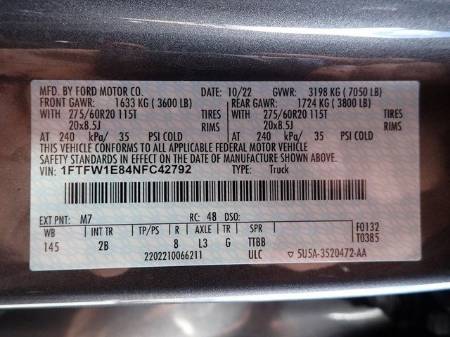 MFD. BY FORD MOTOR CO. DATE: 10/22 GVWR: 3198 KG ( 7050 LB)
FRONT GAWR: 1633 KG ( 3600 LB) REAR GAWR: 1724 KG ( 3800 LB)
WITH 275/60R20 115T WITH 275/60R20 115T
20x8.5J TIRES 20x8.5J TIRES
AT 240 kPa/ 35 PSI COLD AT 240 kPa/ 35 PSI COLD
THIS VEHICLE CONFORMS TO ALL APPLICABLE FEDERAL MOTOR VEHICLE
SAFETY STANDARDS IN EFFECT ON THE DATE OF MANUFACTURE SHOWN ABOVE.
VIN: 1FTFW1E84NFC42792 TYPE: Truck
EXT PNT: M7 RC: 48 DSO: F0132
WB INT TR TP/PS R AXLE TR SPR T0385
145 2B 8 L3 G TTBB
2202210066211 ULC 5U5A-3520472-AA